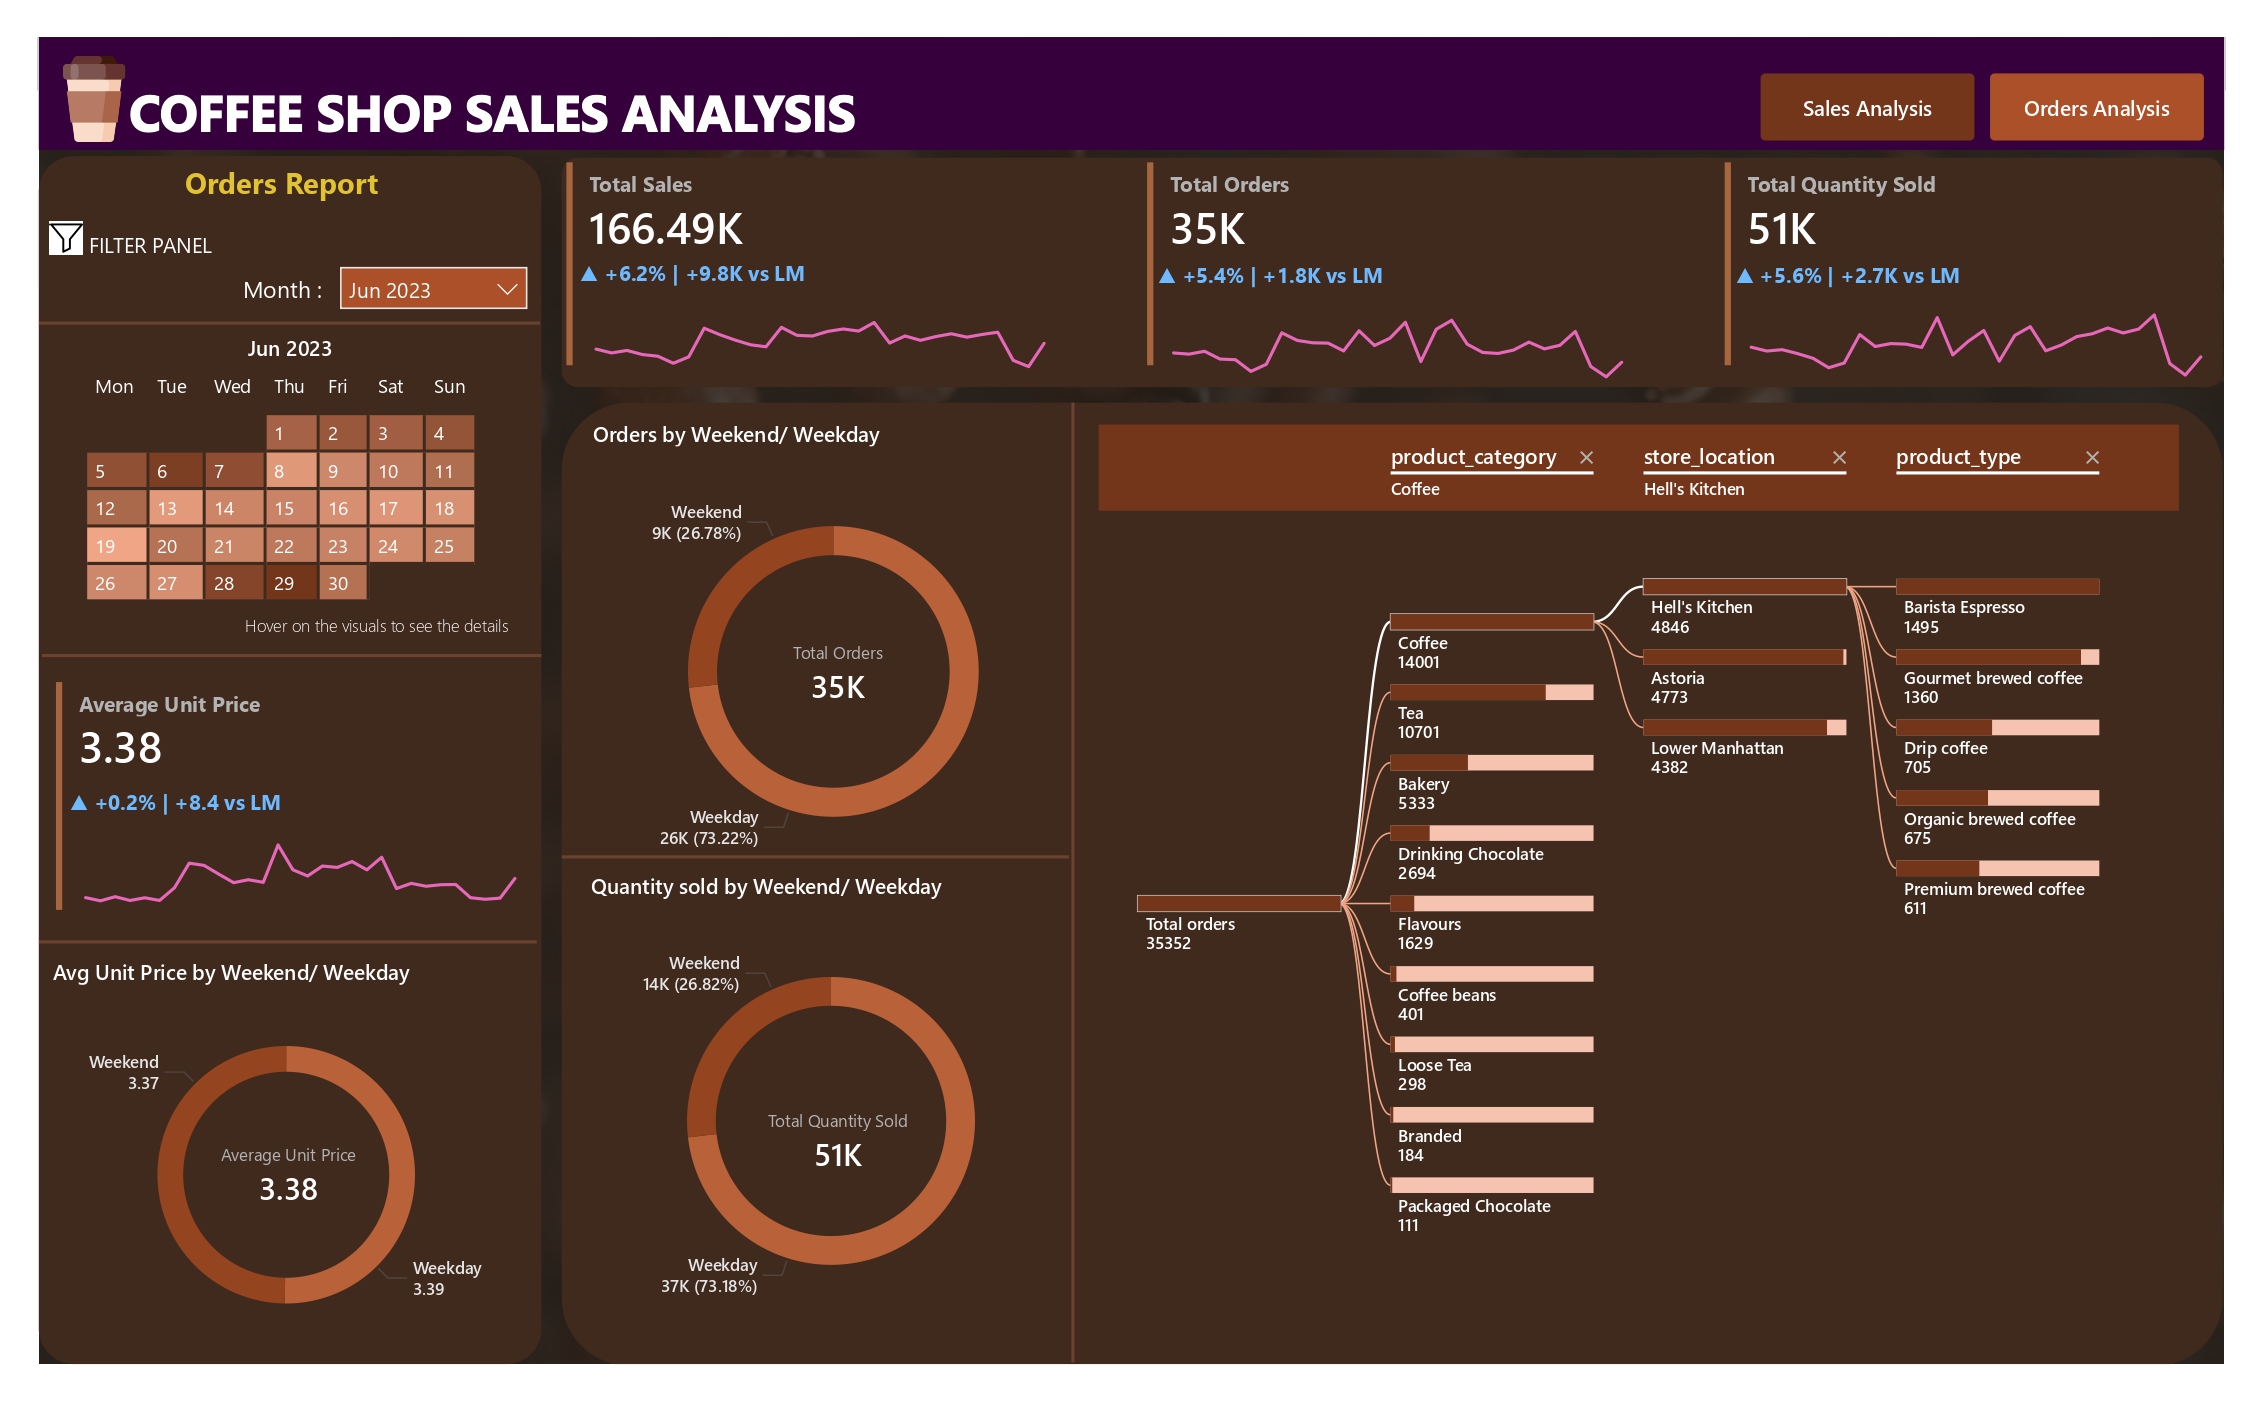 COFFEE SHOP SALES ANALYSIS
Sales Analysis
Orders Analysis
Orders Report
FILTER PANEL
Month :
Jun 2023
Jun 2023
Mon Tue Wed Thu Fri Sat Sun
1 2 3 4
5 6 7 8 9 10 11
12 13 14 15 16 17 18
19 20 21 22 23 24 25
26 27 28 29 30
Hover on the visuals to see the details
Average Unit Price
3.38
▲ +0.2% | +8.4 vs LM
Avg Unit Price by Weekend/ Weekday
Weekend
3.37
Average Unit Price
3.38
Weekday
3.39
Total Sales
166.49K
▲ +6.2% | +9.8K vs LM
Total Orders
35K
▲ +5.4% | +1.8K vs LM
Total Quantity Sold
51K
▲ +5.6% | +2.7K vs LM
Orders by Weekend/ Weekday
Weekend
9K (26.78%)
Total Orders
35K
Weekday
26K (73.22%)
Quantity sold by Weekend/ Weekday
Weekend
14K (26.82%)
Total Quantity Sold
51K
Weekday
37K (73.18%)
product_category ×
Coffee
store_location ×
Hell's Kitchen
product_type ×
Total orders
35352
Coffee
14001
Tea
10701
Bakery
5333
Drinking Chocolate
2694
Flavours
1629
Coffee beans
401
Loose Tea
298
Branded
184
Packaged Chocolate
111
Hell's Kitchen
4846
Astoria
4773
Lower Manhattan
4382
Barista Espresso
1495
Gourmet brewed coffee
1360
Drip coffee
705
Organic brewed coffee
675
Premium brewed coffee
611